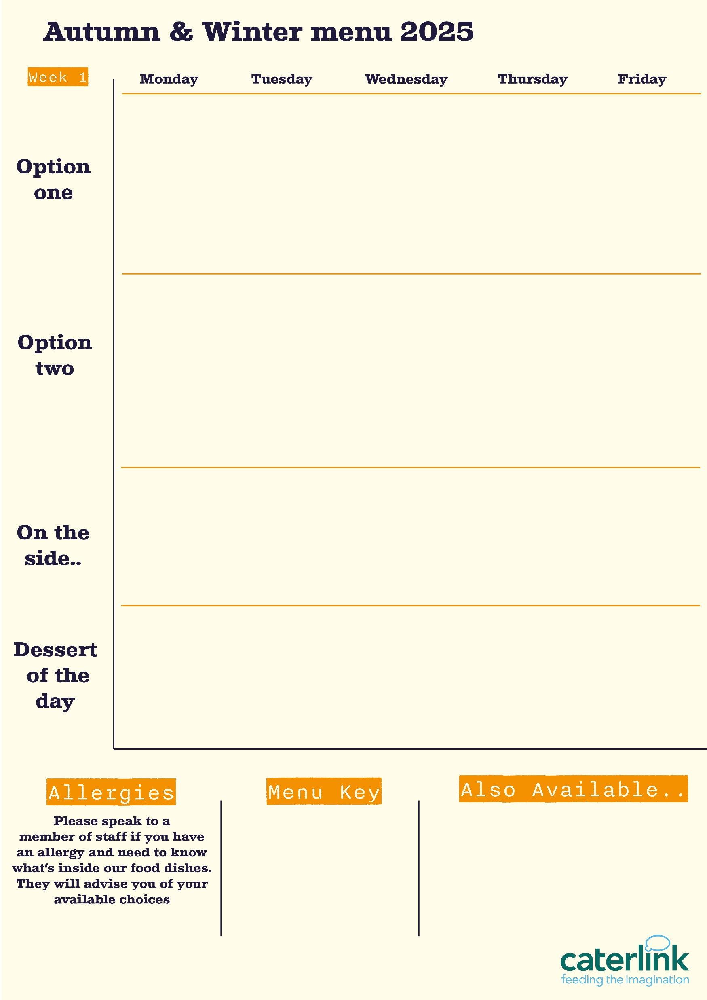 Autumn & Winter menu 2025
Week 1
Monday Tuesday Wednesday Thursday Friday
Option
one
Option
two
On the
side..
Dessert
of the
day
Allergies
Please speak to a
member of staff if you have
an allergy and need to know
what's inside our food dishes.
They will advise you of your
available choices
Menu Key
Also Available..
caterlink
feeding the imagination